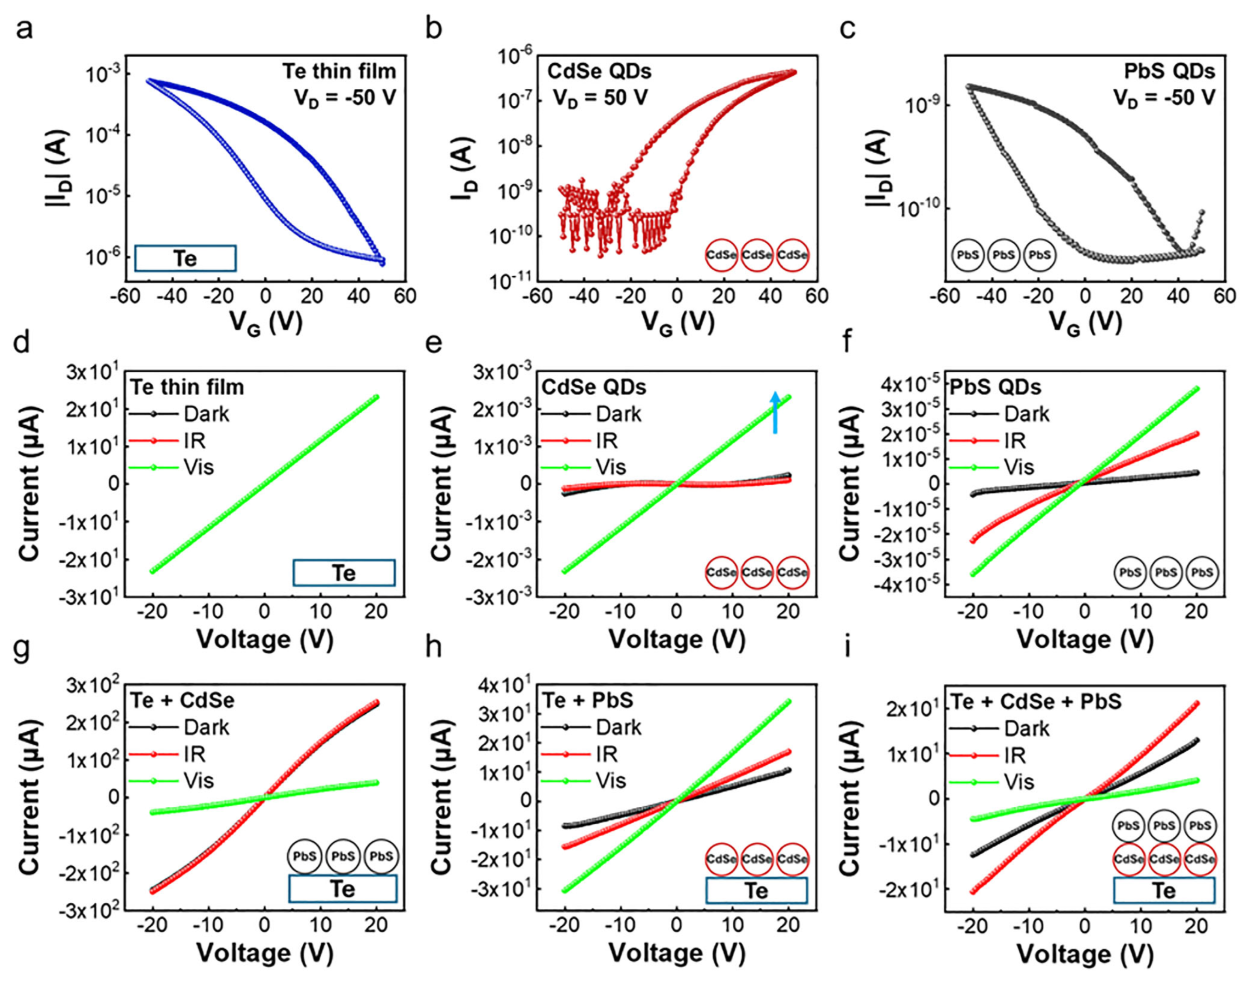 a
10⁻³
10⁻⁴
10⁻⁵
10⁻⁶
|I_D| (A)
Te thin film
V_D = -50 V
Te
-60 -40 -20 0 20 40 60
V_G (V)
b
10⁻⁶
10⁻⁷
10⁻⁸
10⁻⁹
10⁻¹⁰
10⁻¹¹
I_D (A)
CdSe QDs
V_D = 50 V
CdSe CdSe CdSe
-60 -40 -20 0 20 40 60
V_G (V)
c
10⁻⁹
10⁻¹⁰
|I_D| (A)
PbS QDs
V_D = -50 V
PbS PbS PbS
-60 -40 -20 0 20 40 60
V_G (V)
d
3x10¹
2x10¹
1x10¹
0
-1x10¹
-2x10¹
-3x10¹
Current (µA)
Te thin film
Dark
IR
Vis
Te
-20 -10 0 10 20
Voltage (V)
e
3x10⁻³
2x10⁻³
1x10⁻³
0
-1x10⁻³
-2x10⁻³
-3x10⁻³
Current (µA)
CdSe QDs
Dark
IR
Vis
CdSe CdSe CdSe
-20 -10 0 10 20
Voltage (V)
f
4x10⁻⁵
3x10⁻⁵
2x10⁻⁵
1x10⁻⁵
0
-1x10⁻⁵
-2x10⁻⁵
-3x10⁻⁵
-4x10⁻⁵
Current (µA)
PbS QDs
Dark
IR
Vis
PbS PbS PbS
-20 -10 0 10 20
Voltage (V)
g
3x10²
2x10²
1x10²
0
-1x10²
-2x10²
-3x10²
Current (µA)
Te + CdSe
Dark
IR
Vis
PbS PbS PbS
Te
-20 -10 0 10 20
Voltage (V)
h
4x10¹
3x10¹
2x10¹
1x10¹
0
-1x10¹
-2x10¹
-3x10¹
Current (µA)
Te + PbS
Dark
IR
Vis
CdSe CdSe CdSe
Te
-20 -10 0 10 20
Voltage (V)
i
2x10¹
1x10¹
0
-1x10¹
-2x10¹
Current (µA)
Te + CdSe + PbS
Dark
IR
Vis
PbS PbS PbS
CdSe CdSe CdSe
Te
-20 -10 0 10 20
Voltage (V)